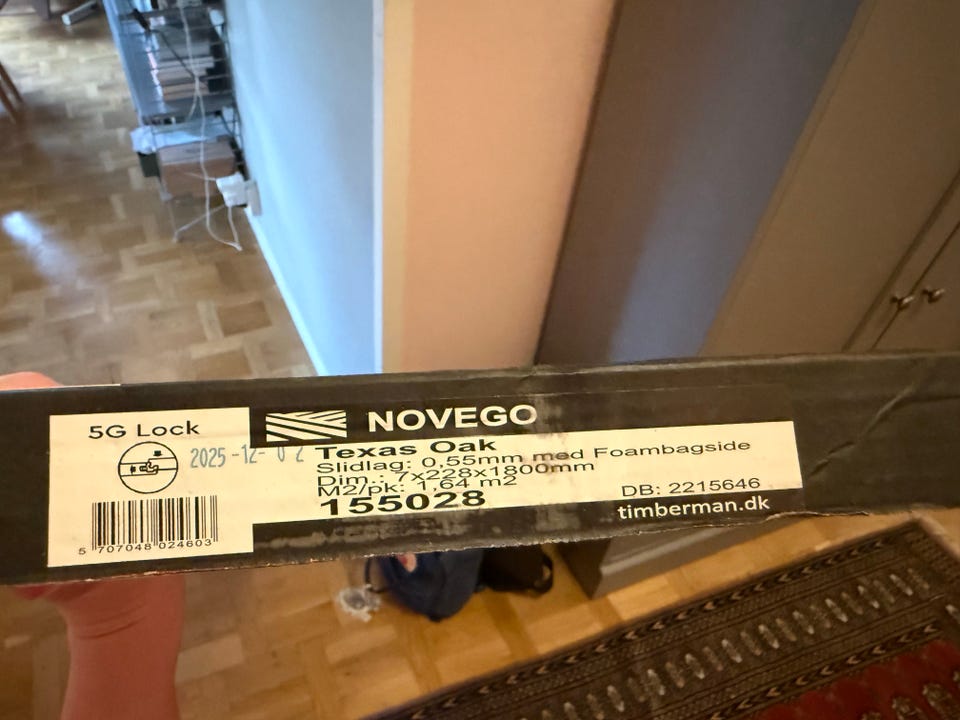 5G Lock
2025-12-02
5 707048 024603
NOVEGO
Texas Oak
Slidlag: 0,55mm med Foambagside
Dim.: 7x228x1800mm
M2/pk: 1,64 m2
155028
DB: 2215646
timberman.dk